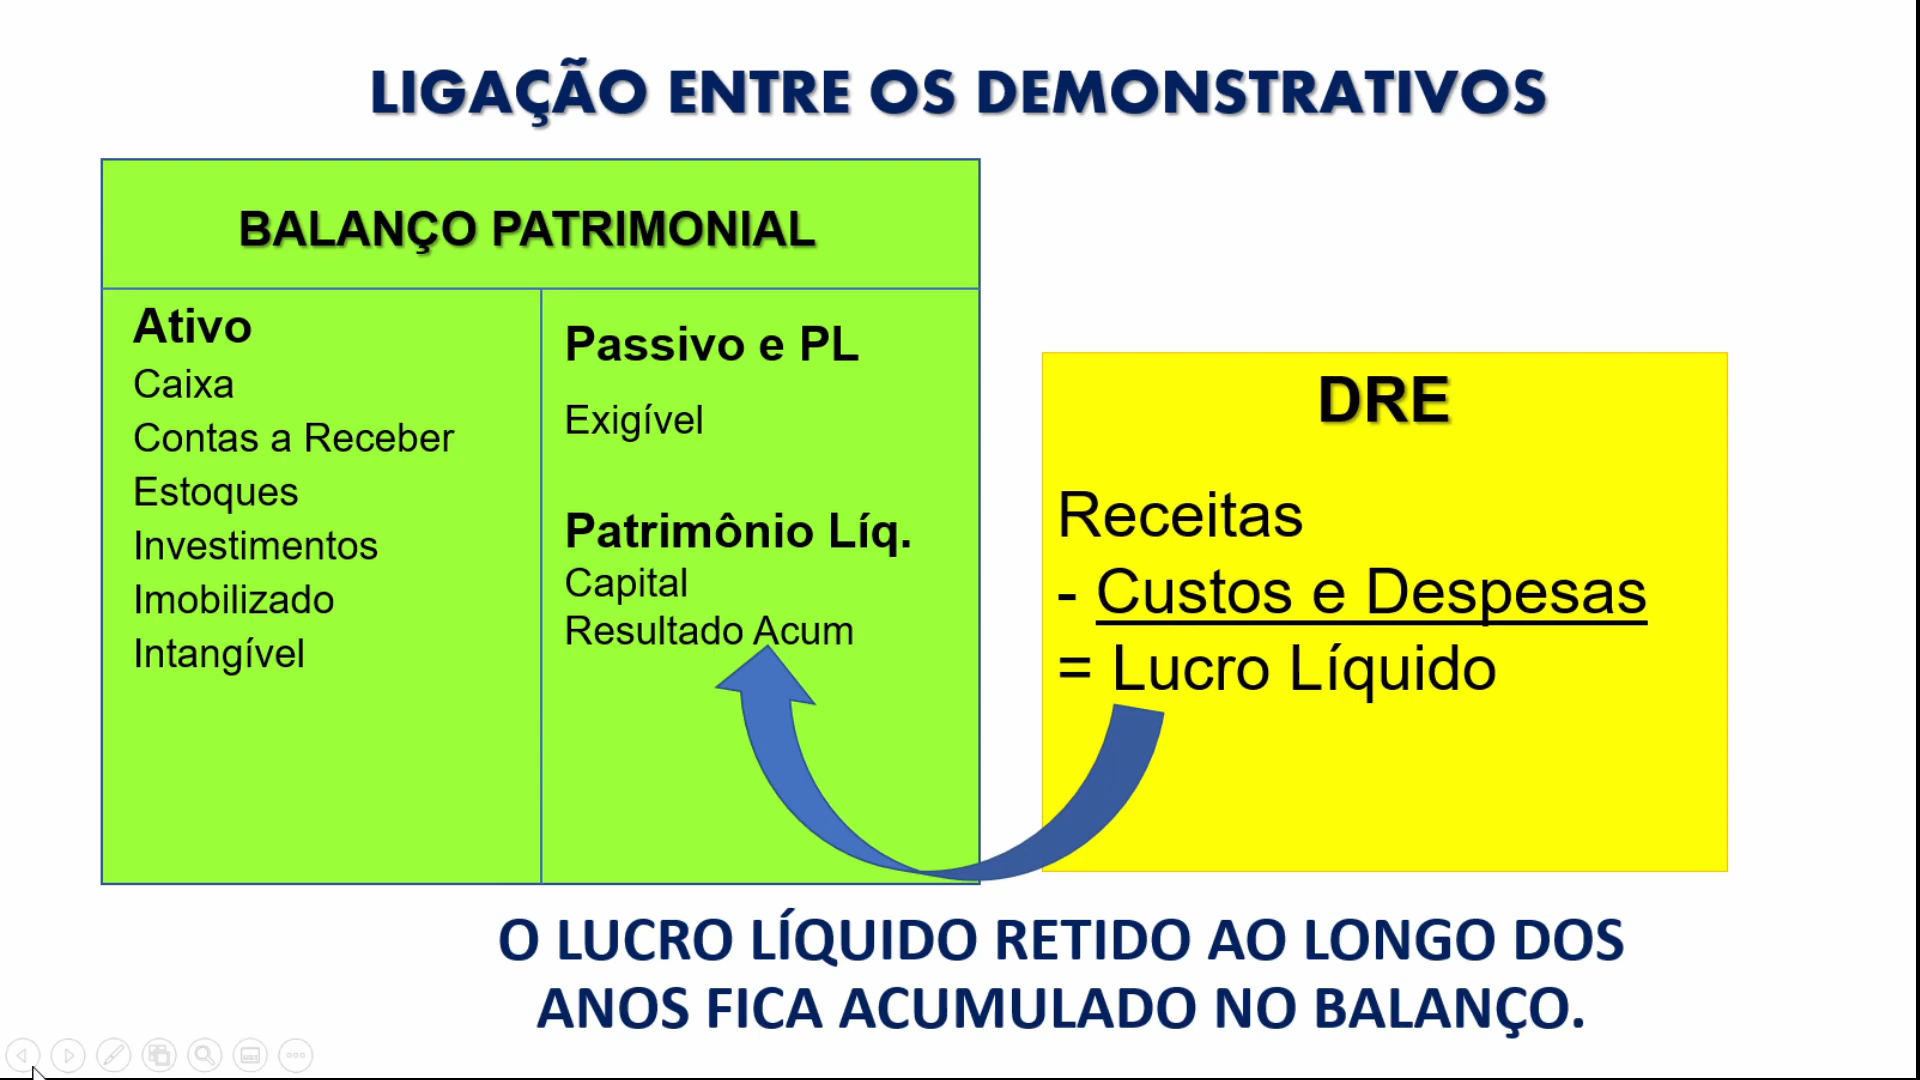 LIGAÇÃO ENTRE OS DEMONSTRATIVOS
BALANÇO PATRIMONIAL
Ativo
Caixa
Contas a Receber
Estoques
Investimentos
Imobilizado
Intangível
Passivo e PL
Exigível
Patrimônio Líq.
Capital
Resultado Acum
DRE
Receitas
- Custos e Despesas
= Lucro Líquido
O LUCRO LÍQUIDO RETIDO AO LONGO DOS
ANOS FICA ACUMULADO NO BALANÇO.